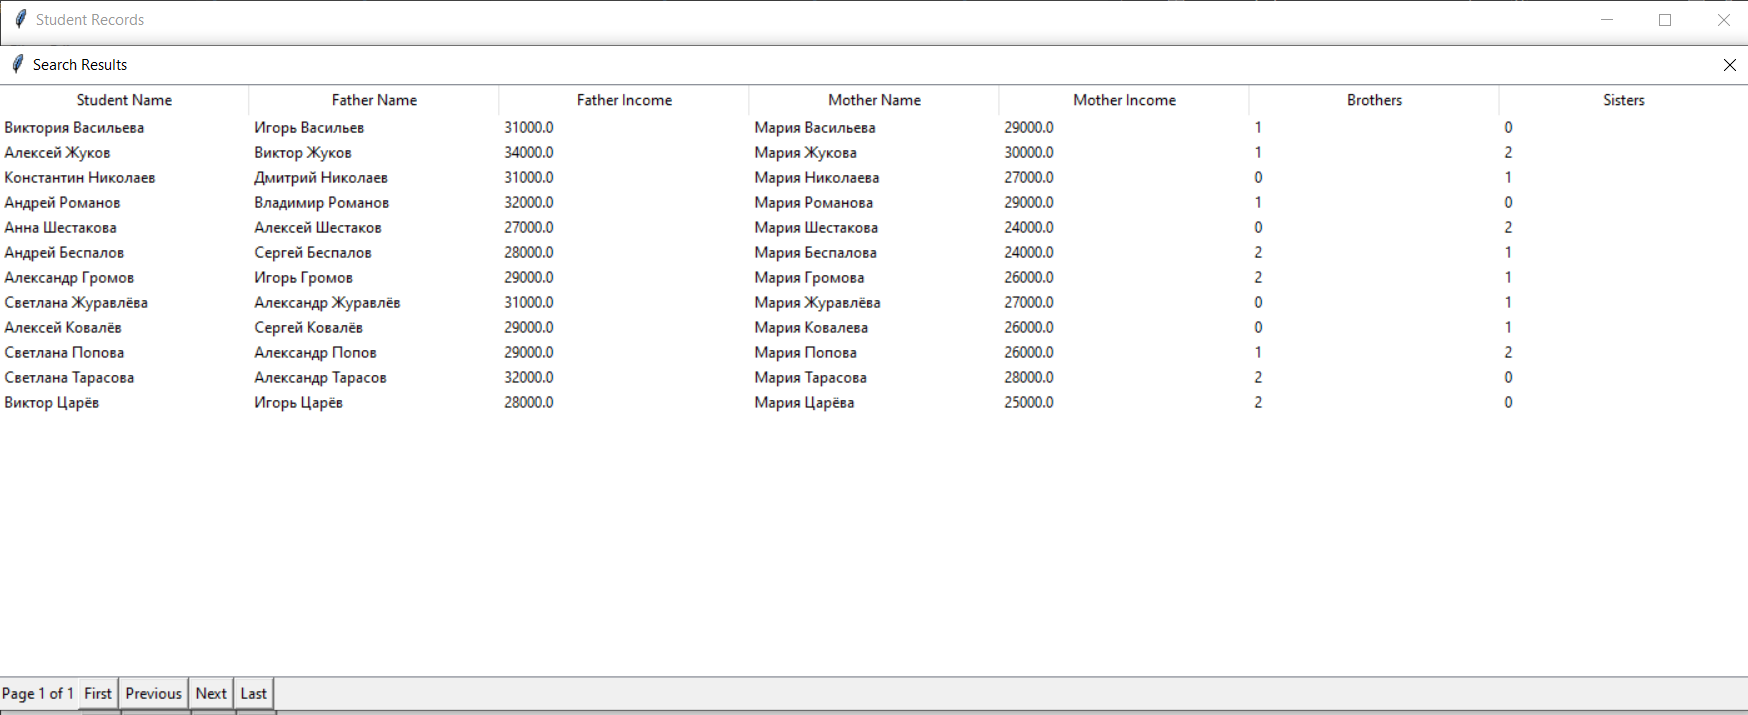 Student Records
Search Results
Student Name Father Name Father Income Mother Name Mother Income Brothers Sisters
Виктория Васильева Игорь Васильев 31000.0 Мария Васильева 29000.0 1 0
Алексей Жуков Виктор Жуков 34000.0 Мария Жукова 30000.0 1 2
Константин Николаев Дмитрий Николаев 31000.0 Мария Николаева 27000.0 0 1
Андрей Романов Владимир Романов 32000.0 Мария Романова 29000.0 1 0
Анна Шестакова Алексей Шестаков 27000.0 Мария Шестакова 24000.0 0 2
Андрей Беспалов Сергей Беспалов 28000.0 Мария Беспалова 24000.0 2 1
Александр Громов Игорь Громов 29000.0 Мария Громова 26000.0 2 1
Светлана Журавлёва Александр Журавлёв 31000.0 Мария Журавлёва 27000.0 0 1
Алексей Ковалёв Сергей Ковалёв 29000.0 Мария Ковалева 26000.0 0 1
Светлана Попова Александр Попов 29000.0 Мария Попова 26000.0 1 2
Светлана Тарасова Александр Тарасов 32000.0 Мария Тарасова 28000.0 2 0
Виктор Царёв Игорь Царёв 28000.0 Мария Царёва 25000.0 2 0
Page 1 of 1 First Previous Next Last